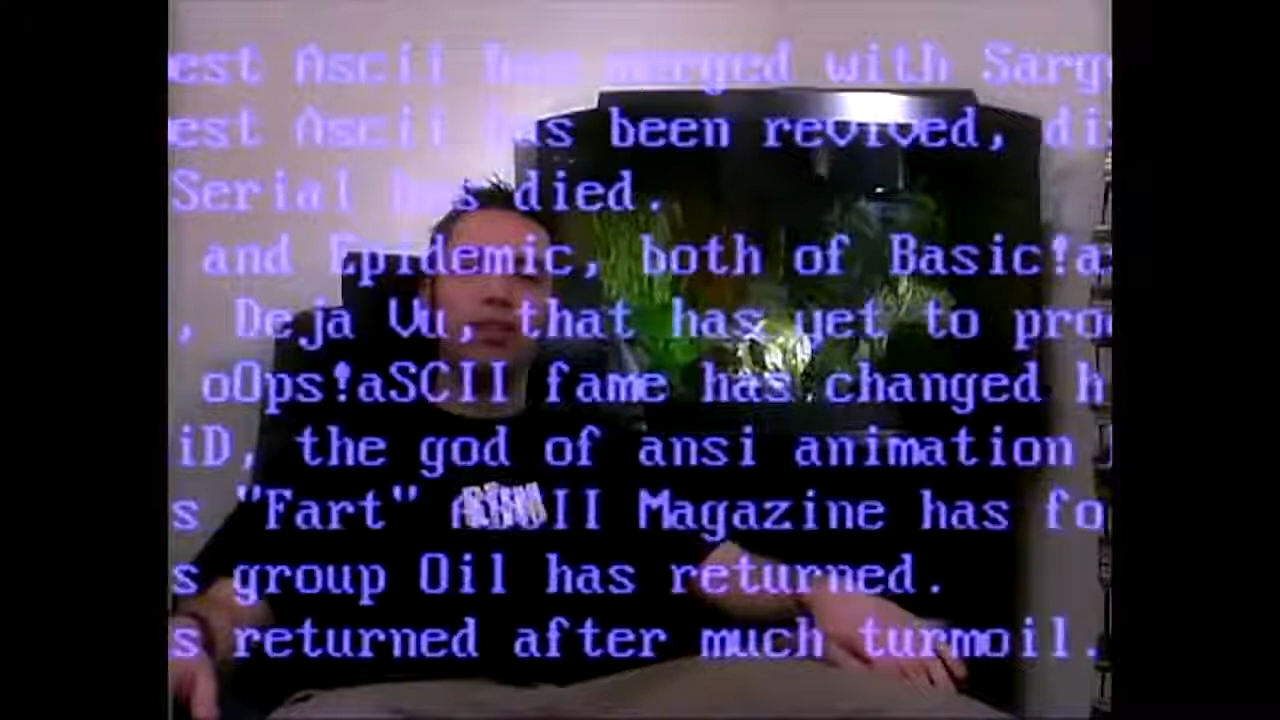 est Ascii has merged with Sarg
est Ascii has been revived, di
Serial has died.
and Epidemic, both of Basic!a
, Deja Vu, that has yet to pro
oOps!aSCII fame has changed h
iD, the god of ansi animation
s "Fart" ASCII Magazine has fo
s group Oil has returned.
s returned after much turmoil.